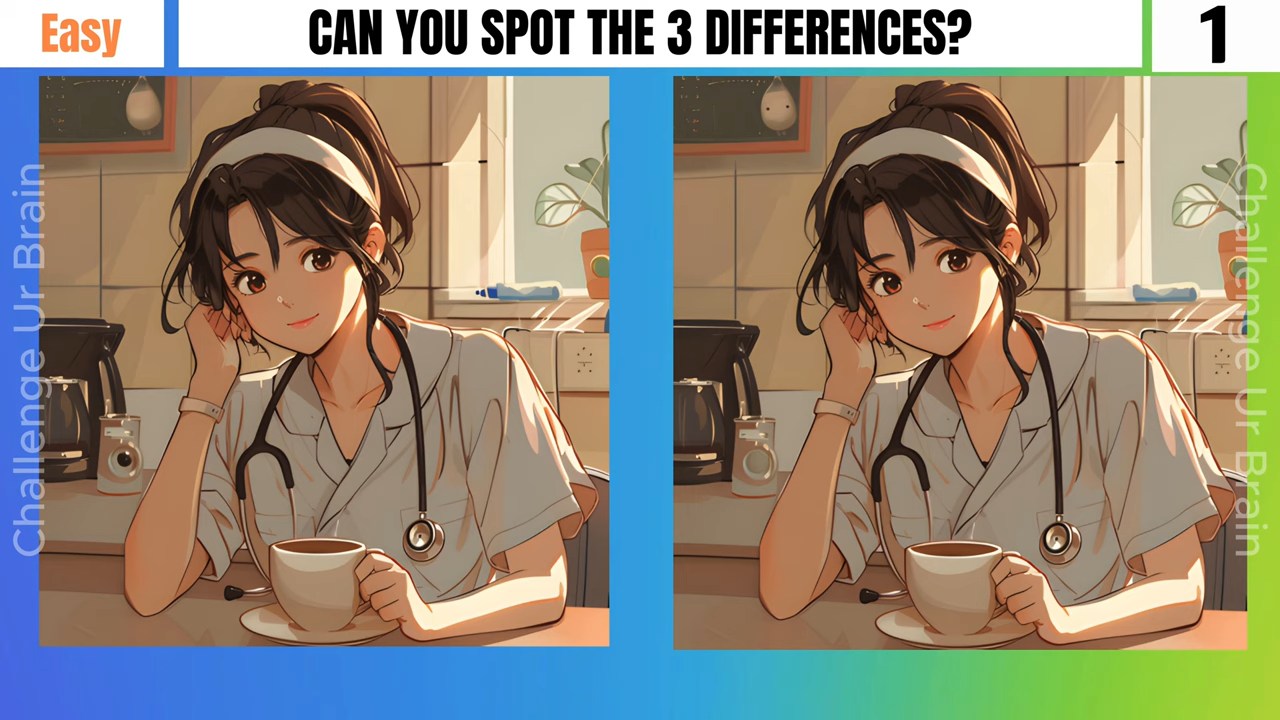 Easy
CAN YOU SPOT THE 3 DIFFERENCES?
1
Challenge Ur Brain
Challenge Ur Brain